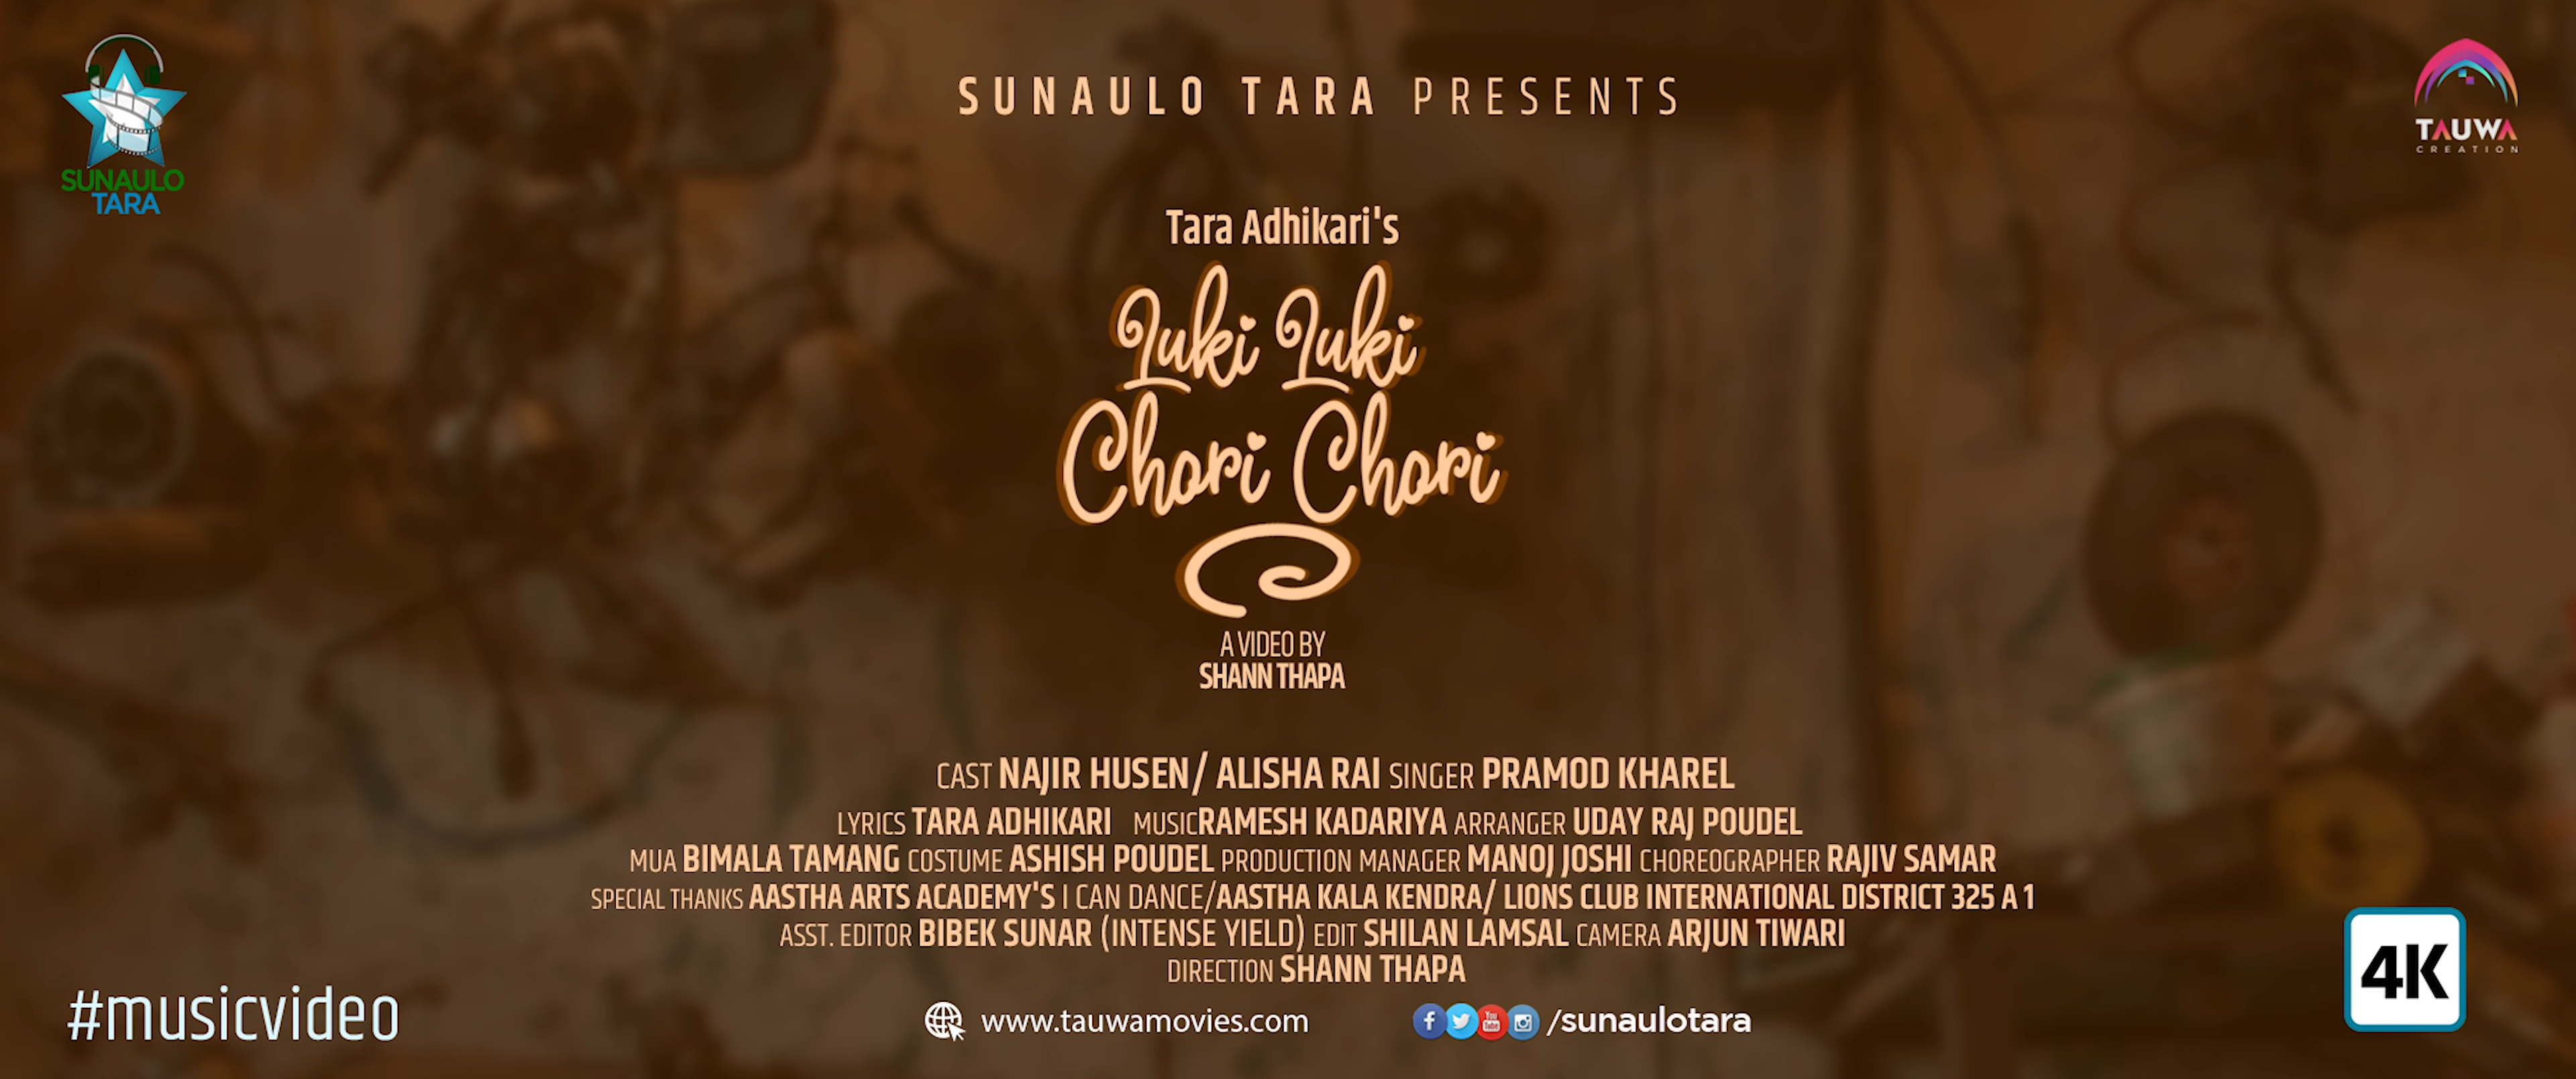 SUNAULO TARA
TAUWA
CREATION
SUNAULO TARA PRESENTS
Tara Adhikari's
Luki Luki
Chori Chori
A VIDEO BY
SHANN THAPA
CAST NAJIR HUSEN/ ALISHA RAI SINGER PRAMOD KHAREL
LYRICS TARA ADHIKARI MUSICRAMESH KADARIYA ARRANGER UDAY RAJ POUDEL
MUA BIMALA TAMANG COSTUME ASHISH POUDEL PRODUCTION MANAGER MANOJ JOSHI CHOREOGRAPHER RAJIV SAMAR
SPECIAL THANKS AASTHA ARTS ACADEMY'S I CAN DANCE/AASTHA KALA KENDRA/ LIONS CLUB INTERNATIONAL DISTRICT 325 A 1
ASST. EDITOR BIBEK SUNAR (INTENSE YIELD) EDIT SHILAN LAMSAL CAMERA ARJUN TIWARI
DIRECTION SHANN THAPA
#musicvideo
www.tauwamovies.com
You Tube
/sunaulotara
4K